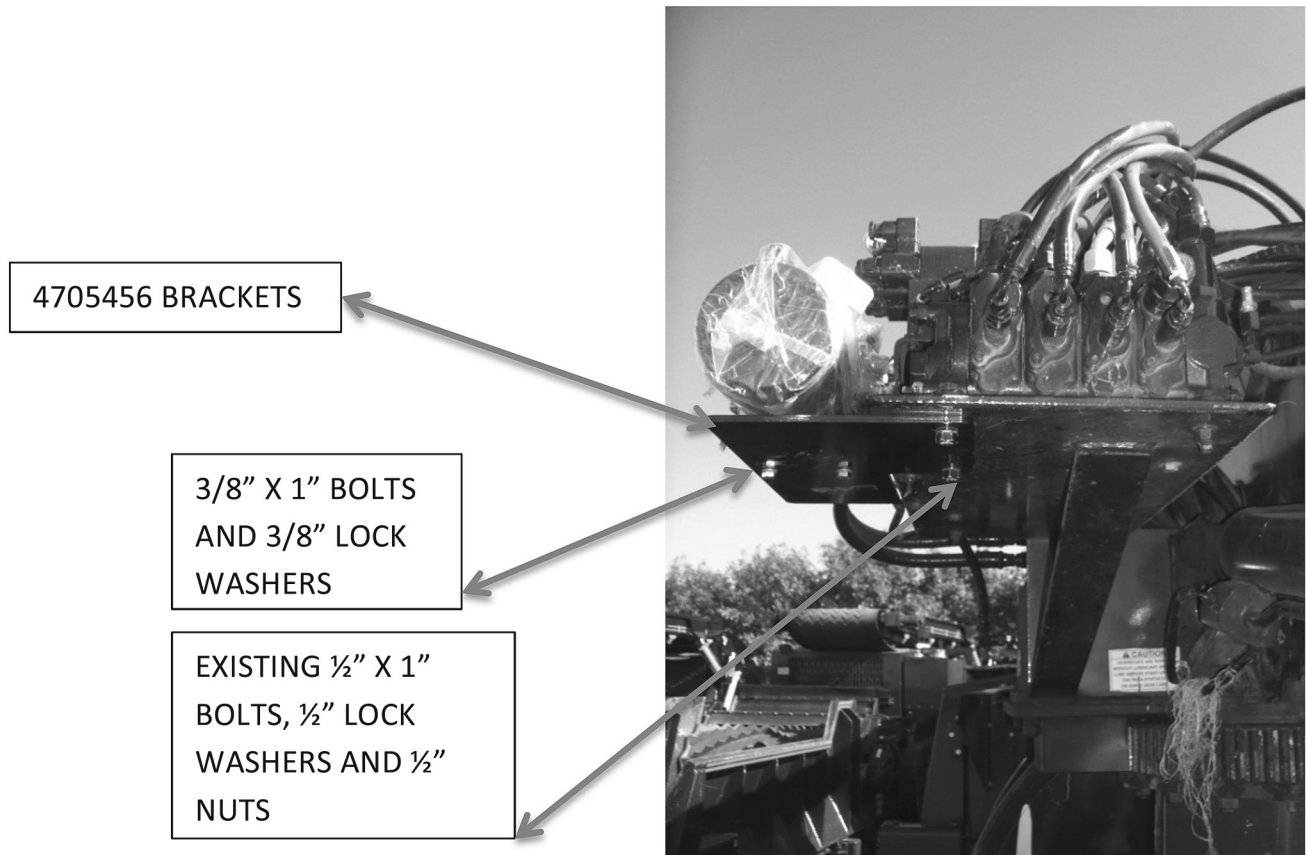 4705456 BRACKETS
3/8” X 1” BOLTS
AND 3/8” LOCK
WASHERS
EXISTING ½” X 1”
BOLTS, ½” LOCK
WASHERS AND ½”
NUTS
CAUTION